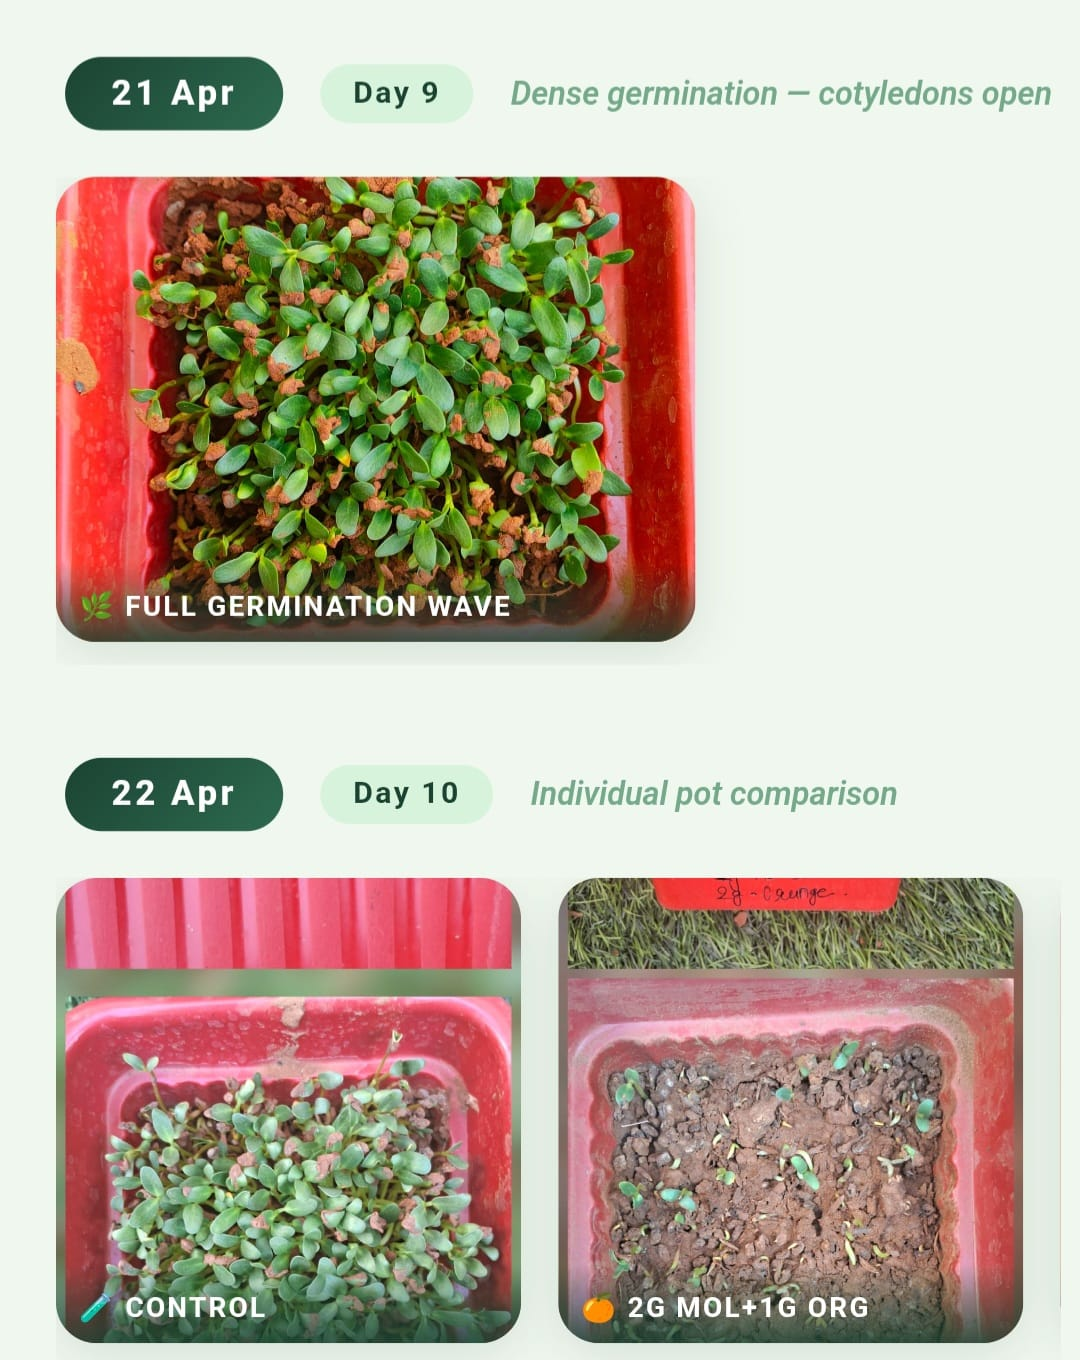 21 Apr
Day 9
Dense germination — cotyledons open
FULL GERMINATION WAVE
22 Apr
Day 10
Individual pot comparison
2g -
CONTROL
2G MOL+1G ORG